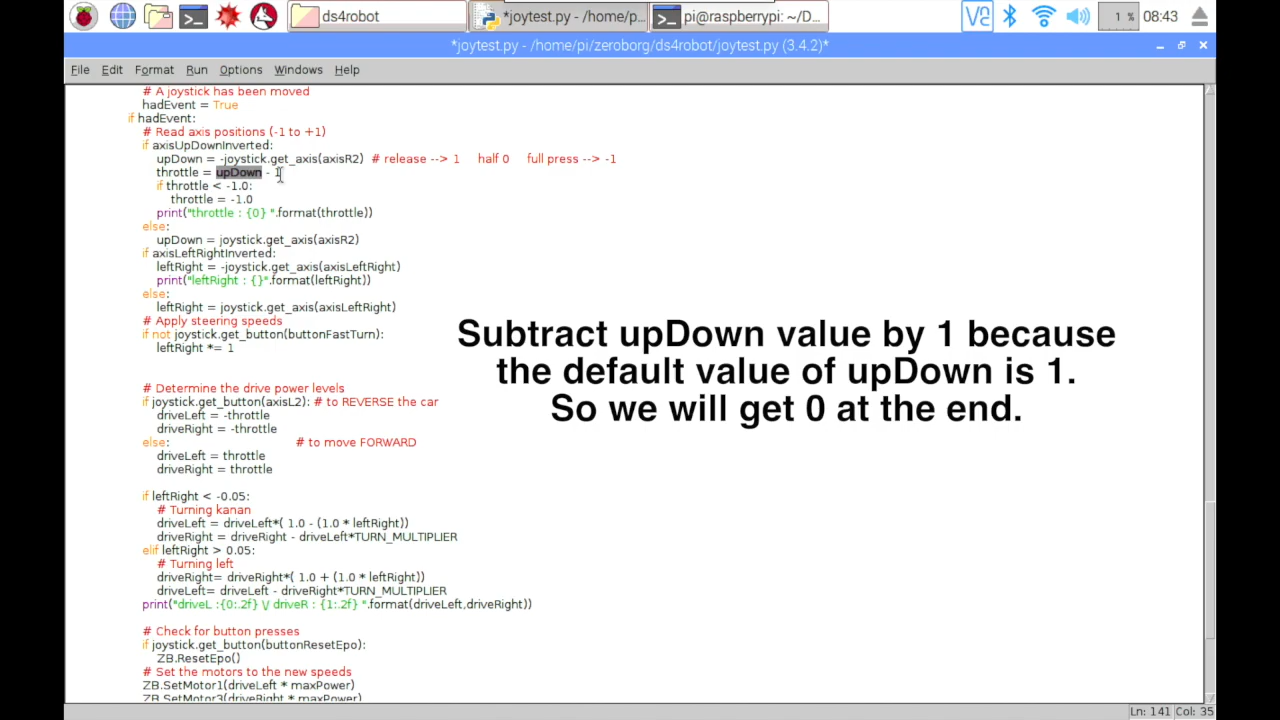 ds4robot
*joytest.py - /home/p...
pi@raspberrypi: ~/D...
1 %
08:43
*joytest.py - /home/pi/zeroborg/ds4robot/joytest.py (3.4.2)*
File Edit Format Run Options Windows Help
# A joystick has been moved
hadEvent = True
if hadEvent:
# Read axis positions (-1 to +1)
if axisUpDownInverted:
upDown = -joystick.get_axis(axisR2) # release --> 1 half 0 full press --> -1
throttle = upDown - 1
if throttle < -1.0:
throttle = -1.0
print("throttle : {0} ".format(throttle))
else:
upDown = joystick.get_axis(axisR2)
if axisLeftRightInverted:
leftRight = -joystick.get_axis(axisLeftRight)
print("leftRight : {}".format(leftRight))
else:
leftRight = joystick.get_axis(axisLeftRight)
# Apply steering speeds
if not joystick.get_button(buttonFastTurn):
leftRight *= 1
Subtract upDown value by 1 because
the default value of upDown is 1.
So we will get 0 at the end.
# Determine the drive power levels
if joystick.get_button(axisL2): # to REVERSE the car
driveLeft = -throttle
driveRight = -throttle
else: # to move FORWARD
driveLeft = throttle
driveRight = throttle
if leftRight < -0.05:
# Turning kanan
driveLeft = driveLeft*( 1.0 - (1.0 * leftRight))
driveRight = driveRight - driveLeft*TURN_MULTIPLIER
elif leftRight > 0.05:
# Turning left
driveRight= driveRight*( 1.0 + (1.0 * leftRight))
driveLeft= driveLeft - driveRight*TURN_MULTIPLIER
print("driveL :{0:.2f} \/ driveR : {1:.2f} ".format(driveLeft,driveRight))
# Check for button presses
if joystick.get_button(buttonResetEpo):
ZB.ResetEpo()
# Set the motors to the new speeds
ZB.SetMotor1(driveLeft * maxPower)
ZB.SetMotor3(driveRight * maxPower)
Ln: 141 Col: 35